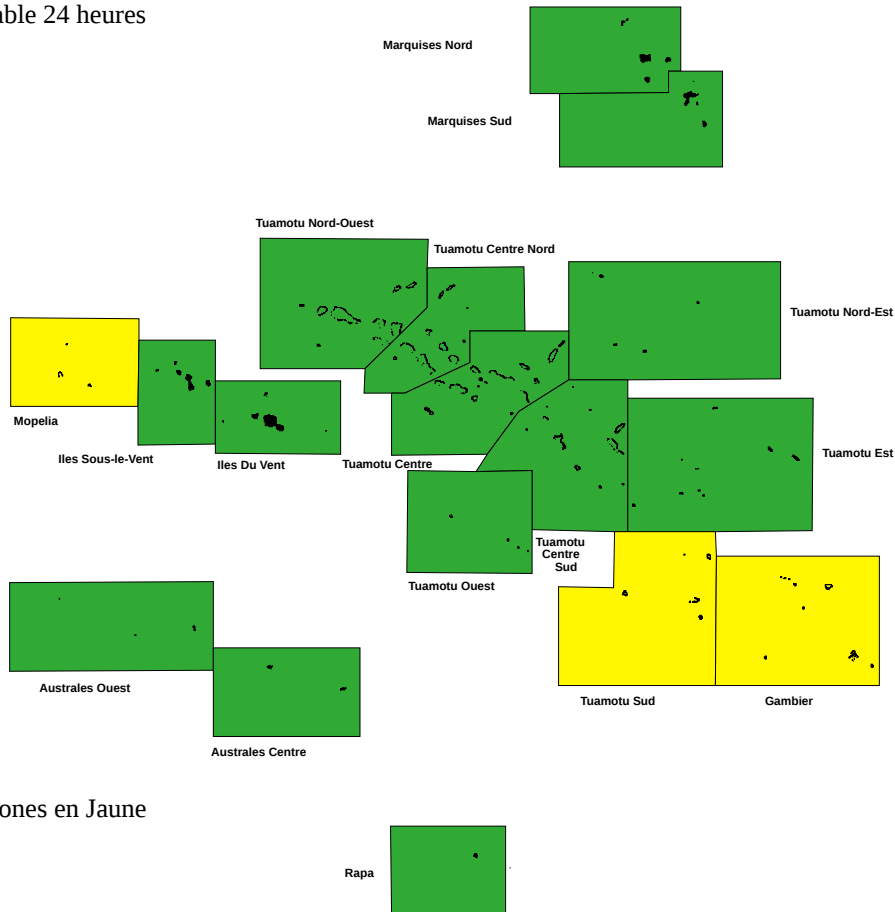 24 heures
Marquises Nord
Marquises Sud
Tuamotu Nord-Ouest
Tuamotu Centre Nord
Tuamotu Nord-Est
Mopelia
Iles Sous-le-Vent
Iles Du Vent
Tuamotu Centre
Tuamotu Est
Tuamotu
Centre
Sud
Tuamotu Ouest
Australes Ouest
Tuamotu Sud
Gambier
Australes Centre
en Jaune
Rapa